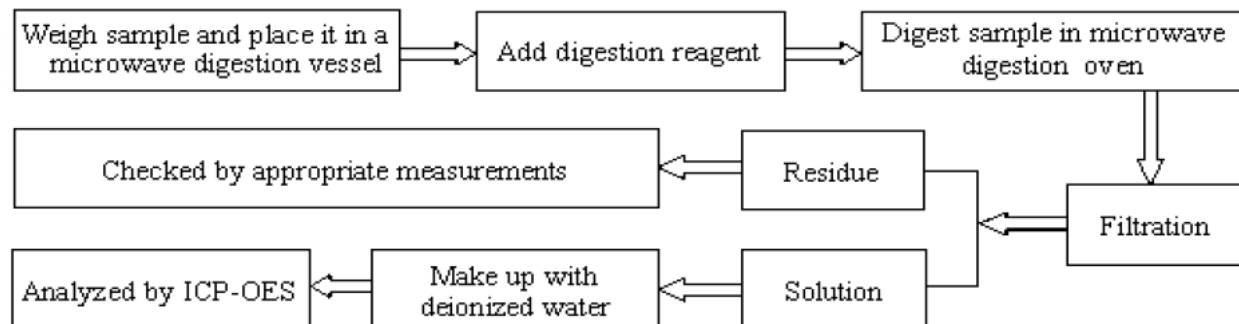 Weigh sample and place it in a
microwave digestion vessel
Add digestion reagent
Digest sample in microwave
digestion oven
Checked by appropriate measurements
Residue
Filtration
Analyzed by ICP-OES
Make up with
deionized water
Solution